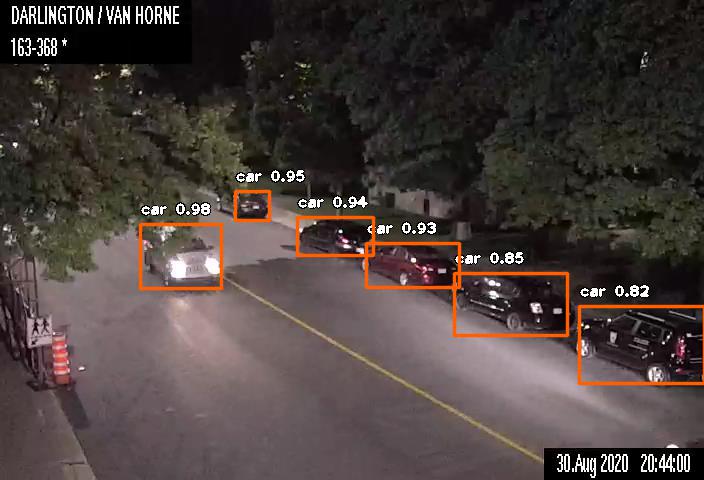 DARLINGTON / VAN HORNE
163-368 *
car 0.95
car 0.94
car 0.98
car 0.93
car 0.85
car 0.82
30.Aug 2020 20:44:00